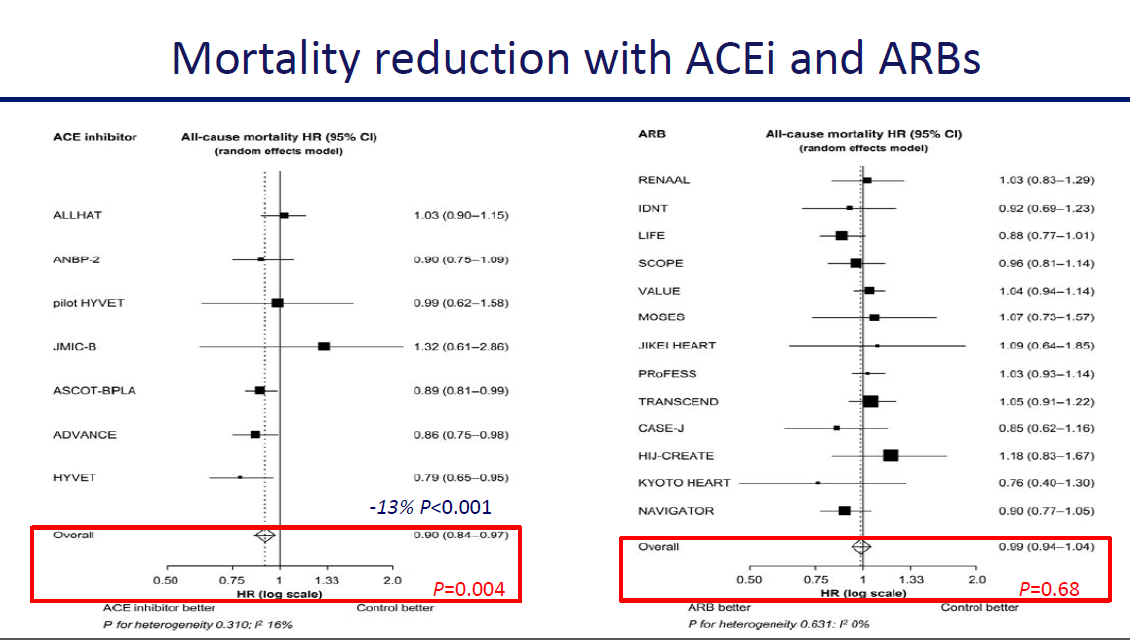 Mortality reduction with ACEi and ARBs
ACE inhibitor All-cause mortality HR (95% CI)
(random effects model)
ALLHAT 1.03 (0.90–1.15)
ANBP-2 0.90 (0.75–1.09)
pilot HYVET 0.99 (0.62–1.58)
JMIC-B 1.32 (0.61–2.86)
ASCOT-BPLA 0.89 (0.81–0.99)
ADVANCE 0.86 (0.75–0.98)
HYVET 0.79 (0.65–0.95)
-13% P<0.001
Overall 0.90 (0.84–0.97)
0.50 0.75 1 1.33 2.0
P=0.004
HR (log scale)
ACE inhibitor better Control better
P for heterogeneity 0.310; I² 16%
ARB All-cause mortality HR (95% CI)
(random effects model)
RENAAL 1.03 (0.83–1.29)
IDNT 0.92 (0.69–1.23)
LIFE 0.88 (0.77–1.01)
SCOPE 0.96 (0.81–1.14)
VALUE 1.04 (0.94–1.14)
MOSES 1.07 (0.73–1.57)
JIKEI HEART 1.09 (0.64–1.85)
PRoFESS 1.03 (0.93–1.14)
TRANSCEND 1.05 (0.91–1.22)
CASE-J 0.85 (0.62–1.16)
HIJ-CREATE 1.18 (0.83–1.67)
KYOTO HEART 0.76 (0.40–1.30)
NAVIGATOR 0.90 (0.77–1.05)
Overall 0.99 (0.94–1.04)
0.50 0.75 1 1.33 2.0
P=0.68
HR (log scale)
ARB better Control better
P for heterogeneity 0.631; I² 0%